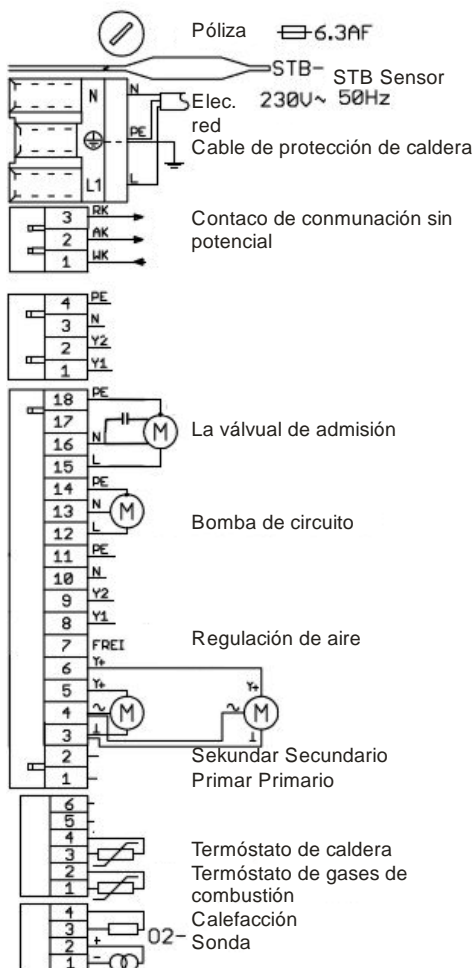 Póliza 6.3AF
STB- STB Sensor
N N Elec. 230V~ 50Hz
red
PE Cable de protección de caldera
L1 L
3 RK Contaco de conmunación sin
2 AK potencial
1 WK
4 PE
3 N
2 Y2
1 Y1
18 PE
17 La válvual de admisión
16 N M
15 L
14 PE
13 N M Bomba de circuito
12 L
11 PE
10 N
9 Y2
8 Y1
7 FREI Regulación de aire
6 Y+
5 Y+ Y+
4 ~ M ~ M
3 ⊥ ⊥
2 Sekundar Secundario
1 Primar Primario
6
5
4
3 Termóstato de caldera
2 Termóstato de gases de
1 combustión
4 Calefacción
3 O2- Sonda
2 +
1 -